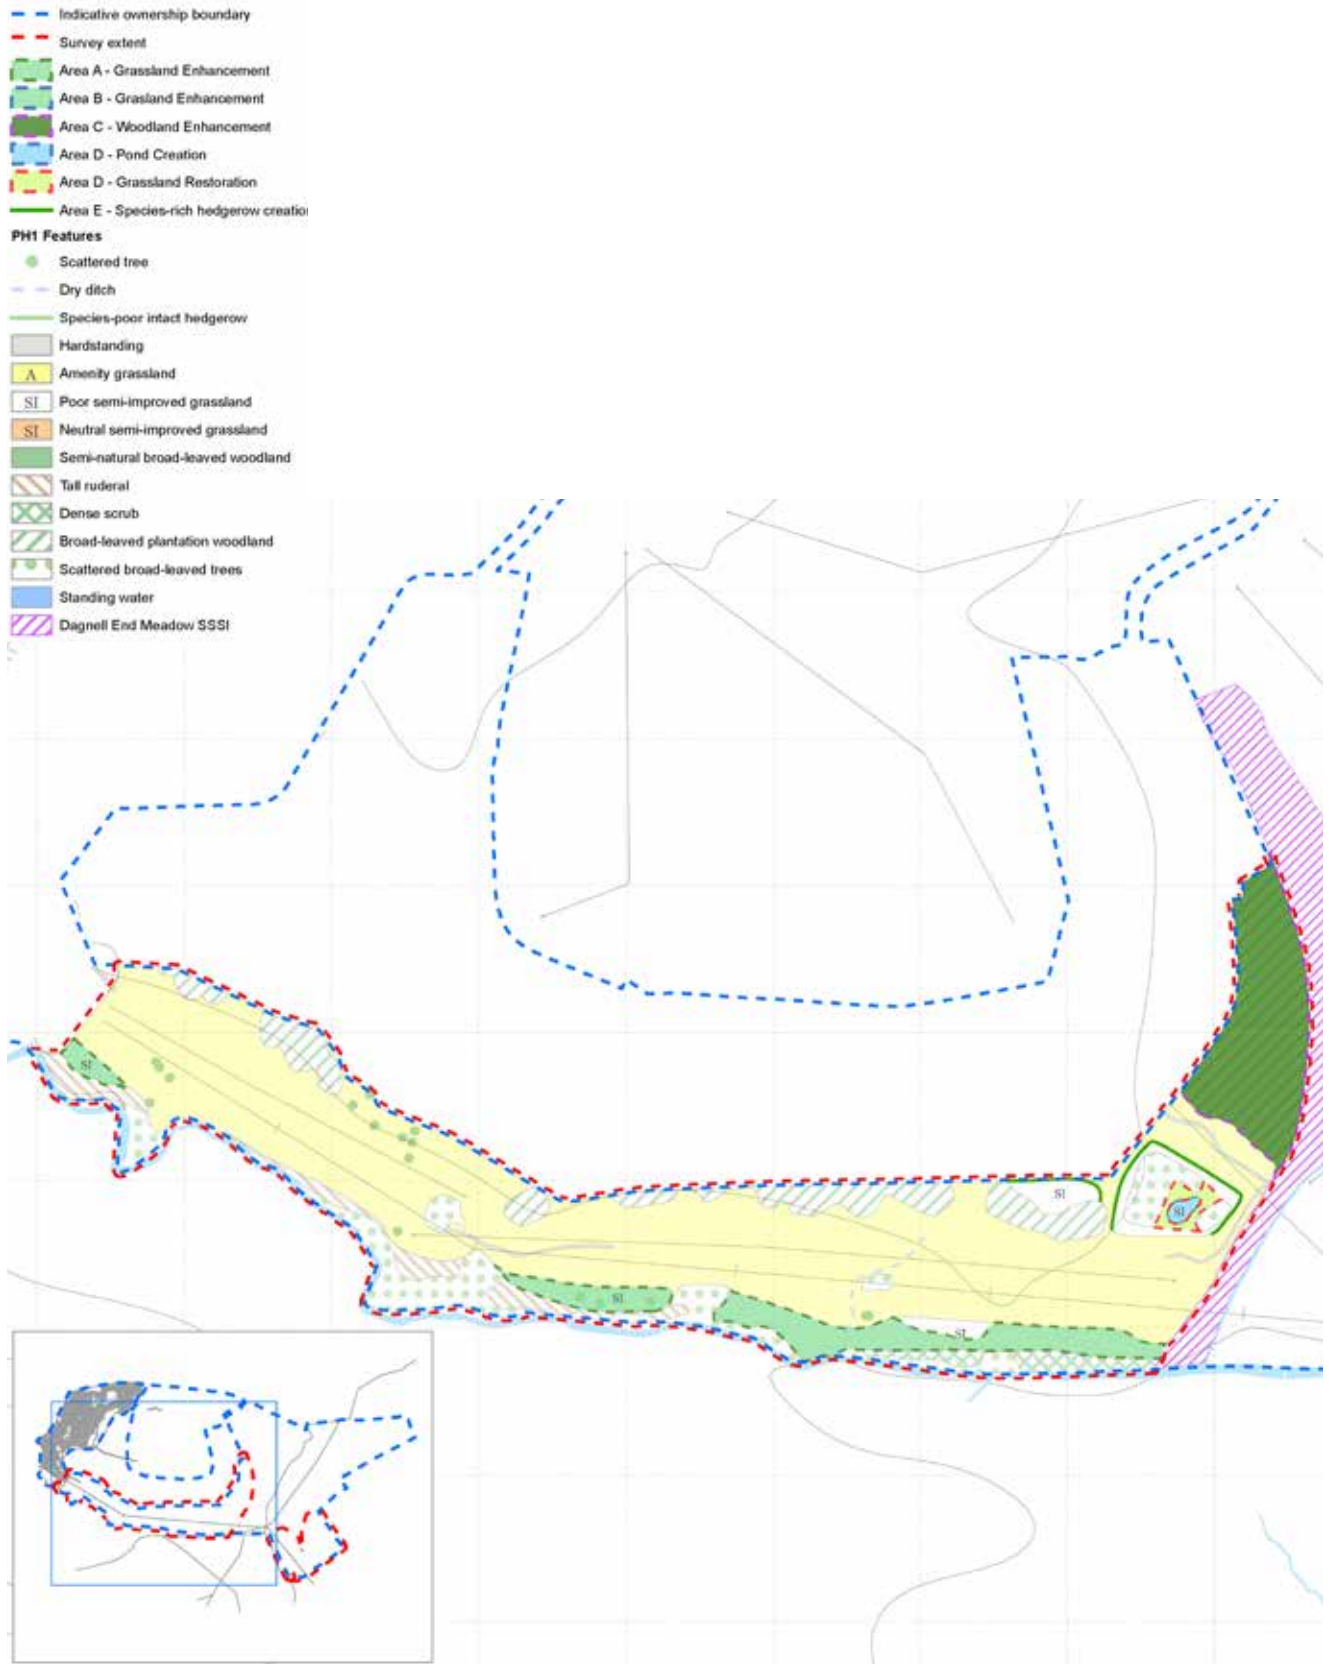 Indicative ownership boundary
Survey extent
Area A - Grassland Enhancement
Area B - Grasland Enhancement
Area C - Woodland Enhancement
Area D - Pond Creation
Area D - Grassland Restoration
Area E - Species-rich hedgerow creation
PH1 Features
Scattered tree
Dry ditch
Species-poor intact hedgerow
Hardstanding
A Amenity grassland
SI Poor semi-improved grassland
SI Neutral semi-improved grassland
Semi-natural broad-leaved woodland
Tall ruderal
Dense scrub
Broad-leaved plantation woodland
Scattered broad-leaved trees
Standing water
Dagnell End Meadow SSSI
SI
SI
SI
SI
SI